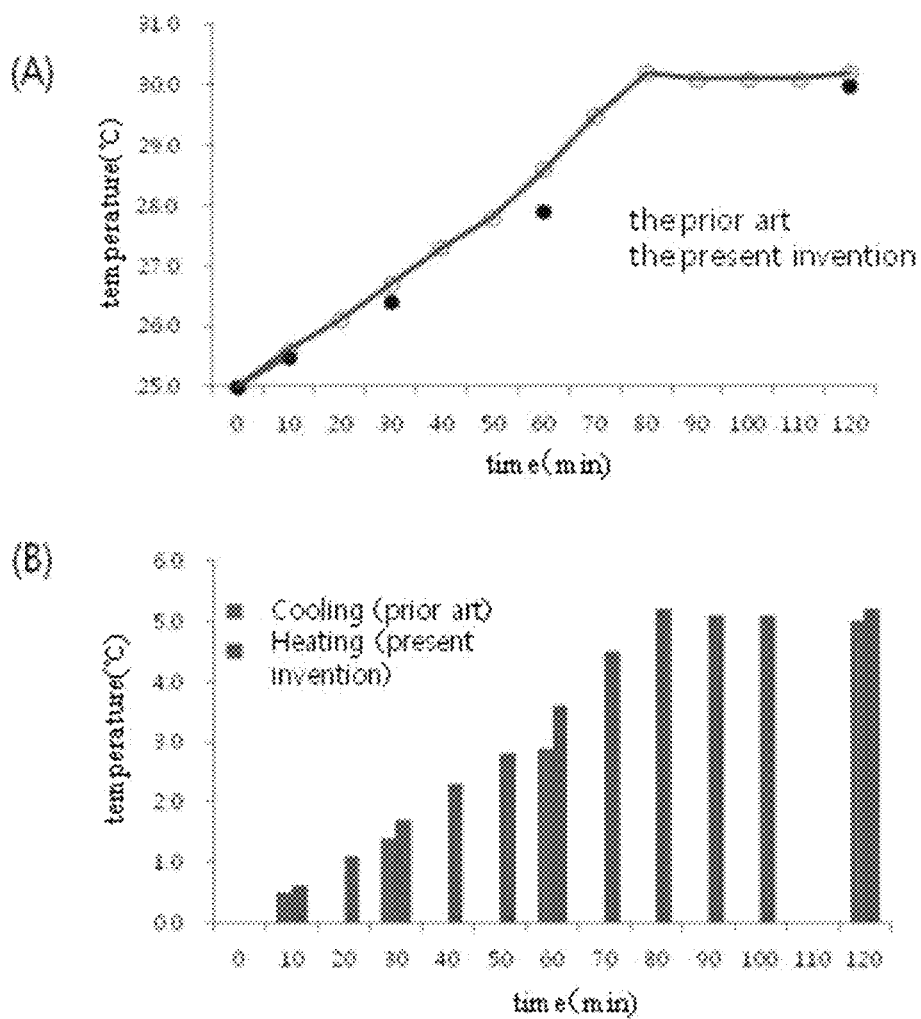 (A)
31.0
30.0
29.0
28.0
27.0
26.0
25.0
temperature(℃)
the prior art
the present invention
0 10 20 30 40 50 60 70 80 90 100 110 120
time(min)
(B)
6.0
5.0
4.0
3.0
2.0
1.0
0.0
temperature(℃)
Cooling (prior art)
Heating (present
invention)
0 10 20 30 40 50 60 70 80 90 100 110 120
time(min)